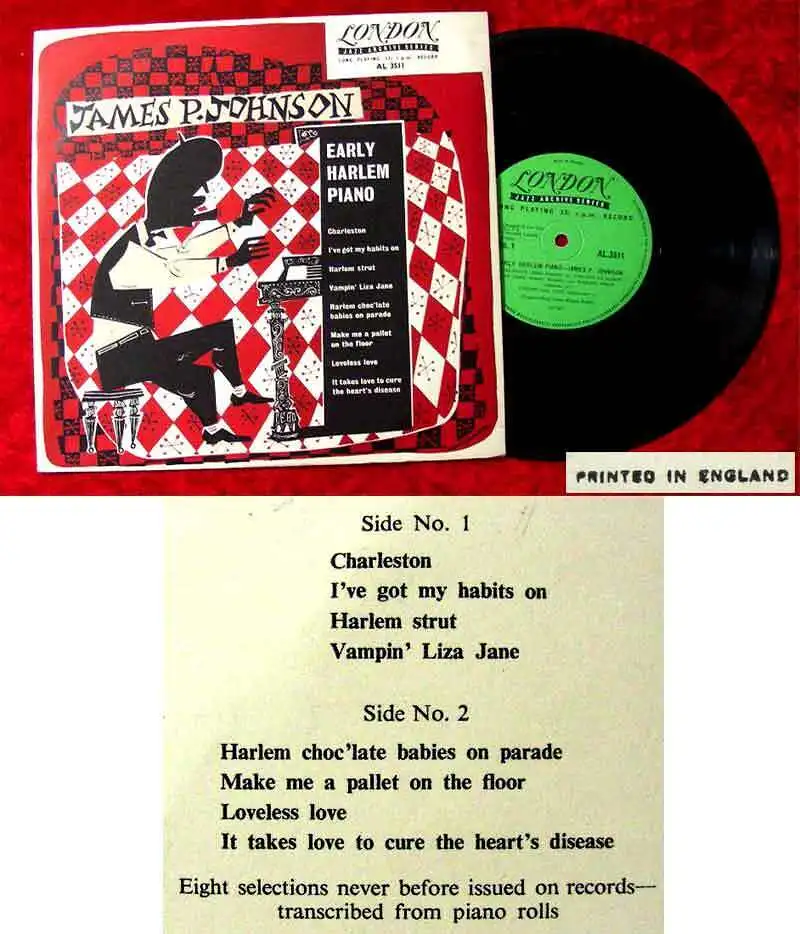 LONDON
JAZZ ARCHIVE SERIES
LONG PLAYING 33⅓ r.p.m. RECORD
AL 3511
JAMES P. JOHNSON
EARLY
HARLEM
PIANO
Charleston
I've got my habits on
Harlem strut
Vampin' Liza Jane
Harlem choc'late
babies on parade
Make me a pallet
on the floor
Loveless love
It takes love to cure
the heart's disease
LONDON
JAZZ ARCHIVE SERIES
LONG PLAYING 33⅓ r.p.m. RECORD
AL.3511
EARLY HARLEM PIANO—JAMES P. JOHNSON
PRINTED IN ENGLAND
Side No. 1
Charleston
I've got my habits on
Harlem strut
Vampin' Liza Jane
Side No. 2
Harlem choc'late babies on parade
Make me a pallet on the floor
Loveless love
It takes love to cure the heart's disease
Eight selections never before issued on records—
transcribed from piano rolls